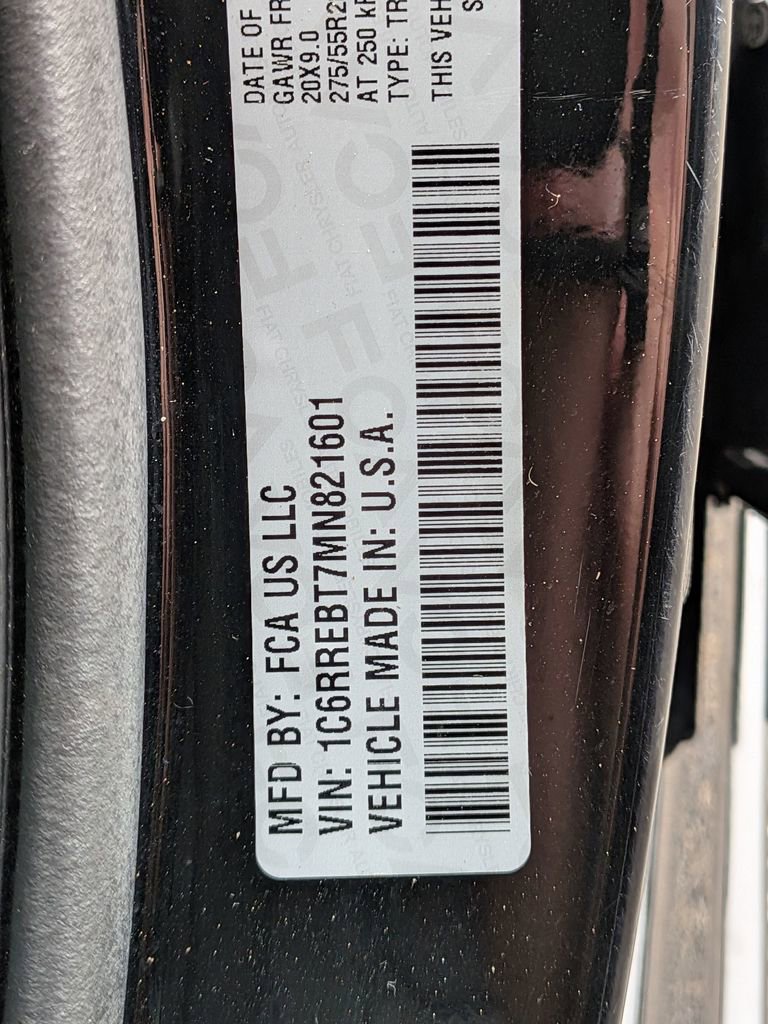 MFD BY: FCA US LLC
VIN: 1C6RREBT7MN821601
VEHICLE MADE IN: U.S.A.
DATE OF
GAWR FR
20X9.0
275/55R2
AT 250 kP
TYPE: TR
THIS VEH